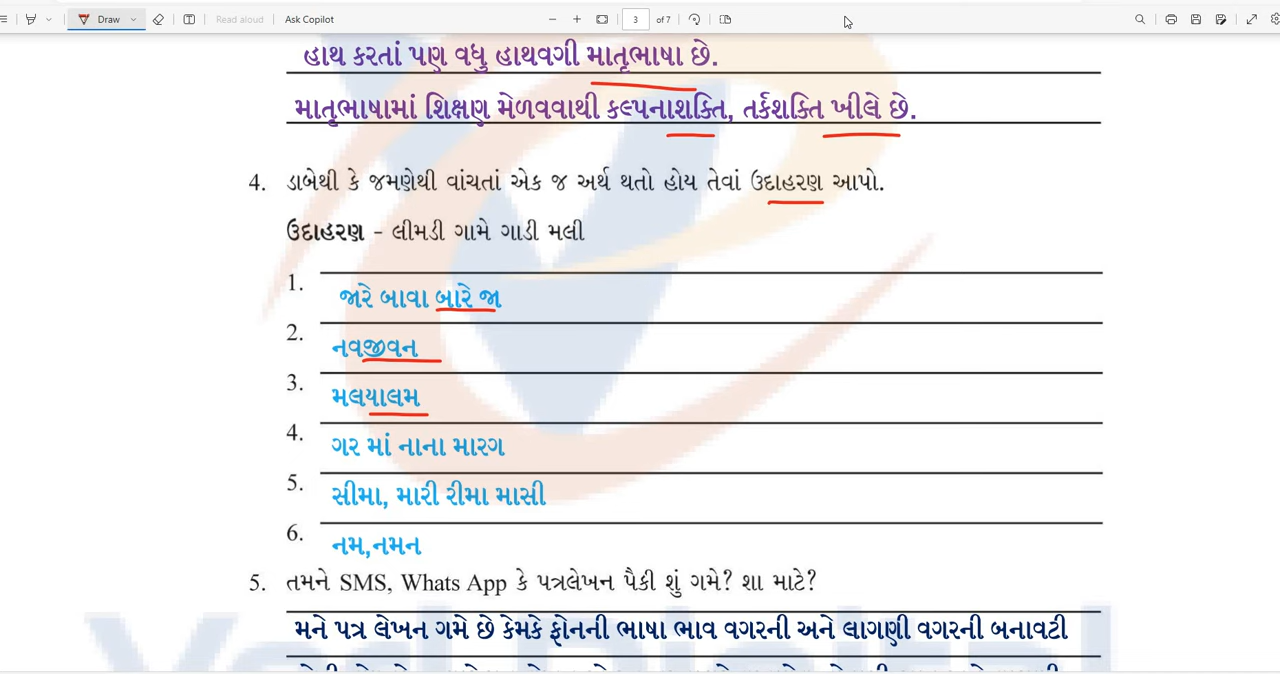 Draw
Read aloud
Ask Copilot
3 of 7
હાથ કરતાં પણ વધુ હાથવગી માતૃભાષા છે.
માતૃભાષામાં શિક્ષણ મેળવવાથી કલ્પનાશક્તિ, તર્કશક્તિ ખીલે છે.
4. ડાબેથી કે જમણેથી વાંચતાં એક જ અર્થ થતો હોય તેવાં ઉદાહરણ આપો.
ઉદાહરણ - લીમડી ગામે ગાડી મલી
1. જારે બાવા બારે જા
2. નવજીવન
3. મલયાલમ
4. ગર માં નાના મારગ
5. સીમા, મારી રીમા માસી
6. નમ,નમન
5. તમને SMS, Whats App કે પત્રલેખન પૈકી શું ગમે? શા માટે?
મને પત્ર લેખન ગમે છે કેમકે ફોનની ભાષા ભાવ વગરની અને લાગણી વગરની બનાવટી